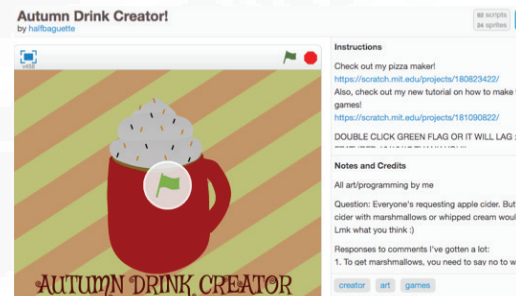 Autumn Drink Creator!
by halfbaguette
62 scripts
24 sprites
v458
AUTUMN DRINK CREATOR
Instructions
Check out my pizza maker!
https://scratch.mit.edu/projects/180823422/
Also, check out my new tutorial on how to make
games!
https://scratch.mit.edu/projects/181090822/
DOUBLE CLICK GREEN FLAG OR IT WILL LAG :
Notes and Credits
All art/programming by me
Question: Everyone's requesting apple cider. But
cider with marshmallows or whipped cream woul
Lmk what you think :)
Responses to comments I've gotten a lot:
1. To get marshmallows, you need to say no to w
creator art games